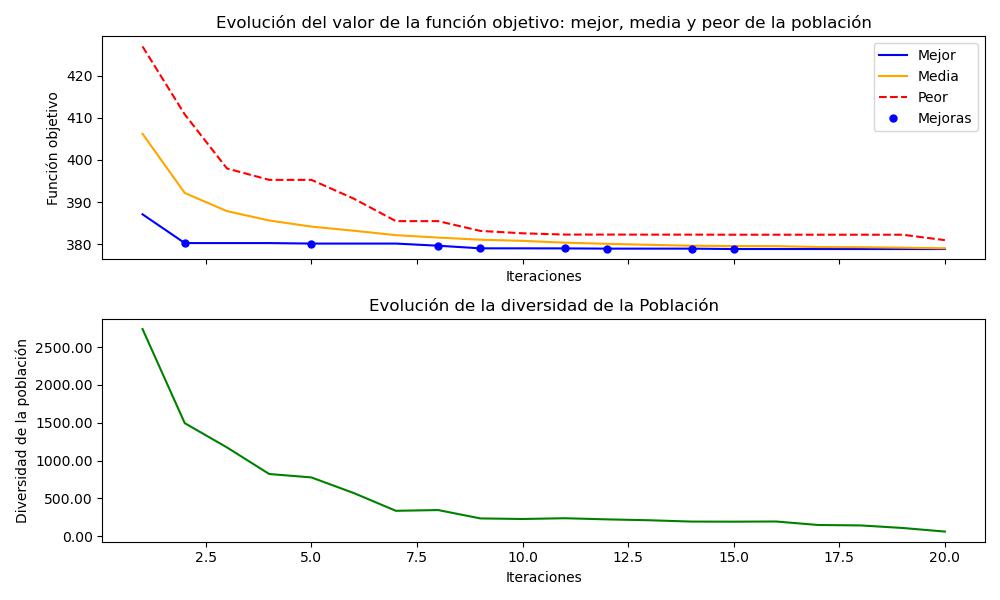 Evolución del valor de la función objetivo: mejor, media y peor de la población
Función objetivo
420
410
400
390
380
Mejor
Media
Peor
Mejoras
Iteraciones
Evolución de la diversidad de la Población
Diversidad de la población
2500.00
2000.00
1500.00
1000.00
500.00
0.00
2.5 5.0 7.5 10.0 12.5 15.0 17.5 20.0
Iteraciones